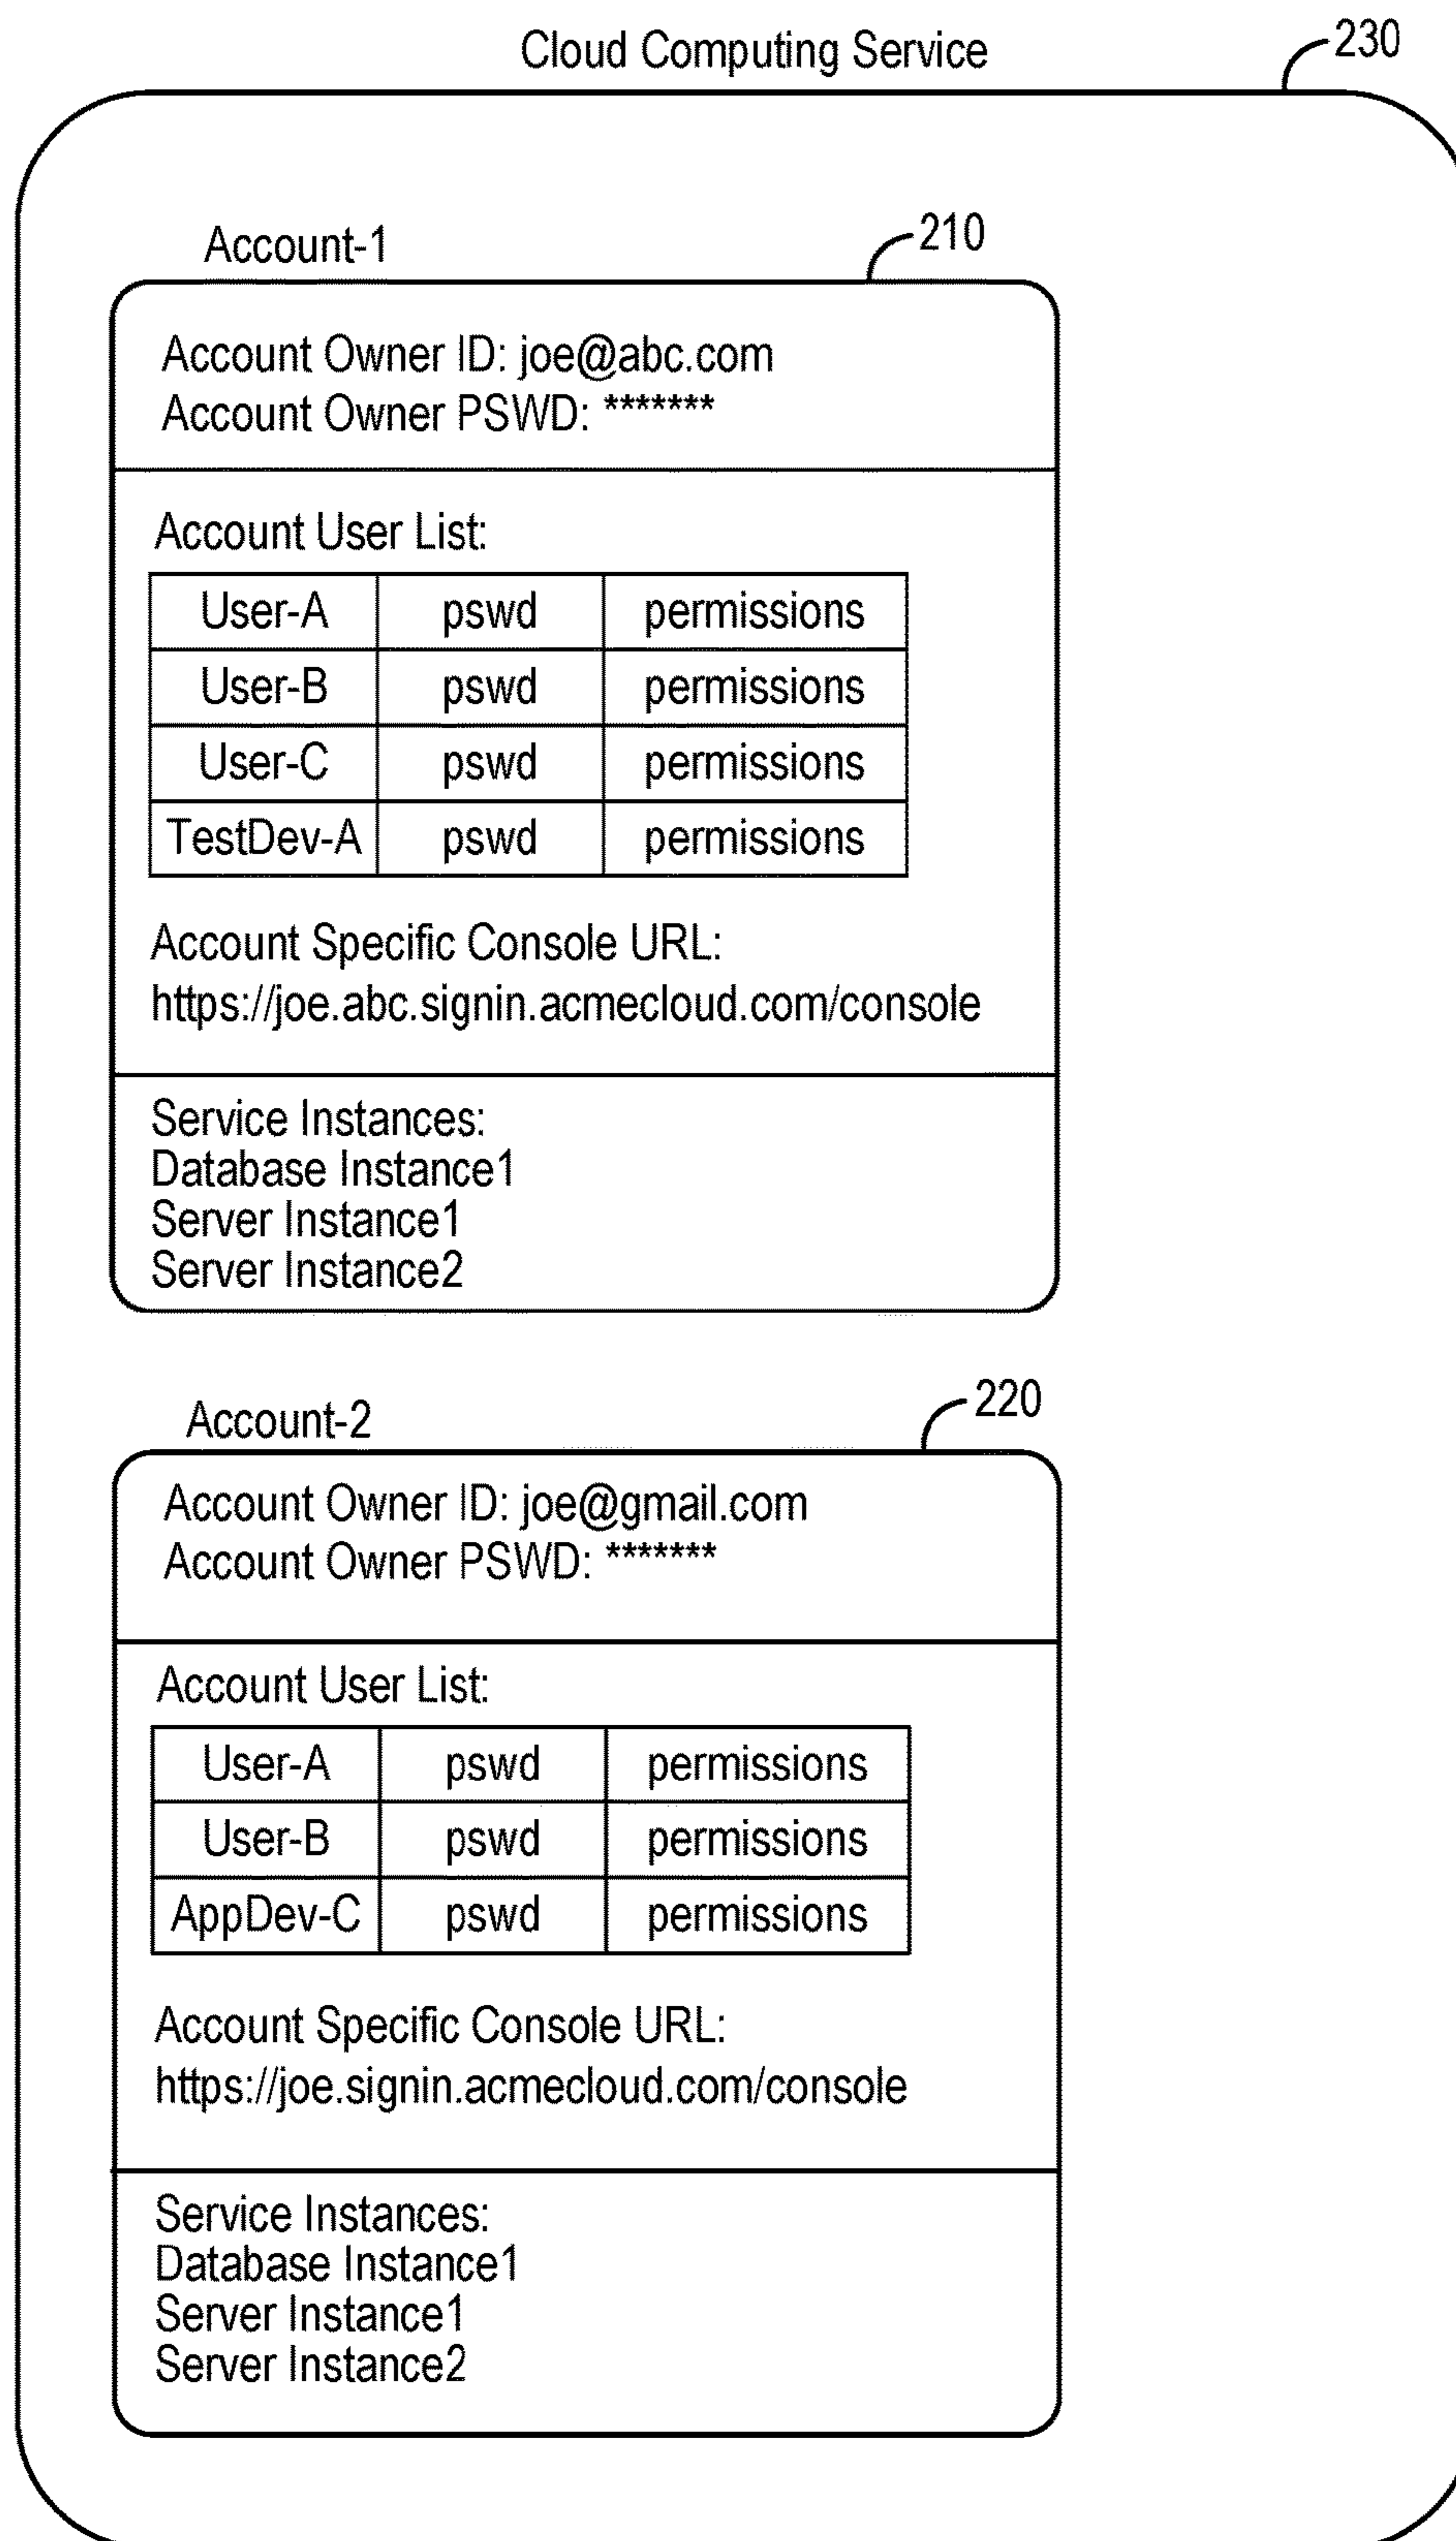 Cloud Computing Service
230
Account-1
210
Account Owner ID: joe@abc.com
Account Owner PSWD: *******
Account User List:
User-A pswd permissions
User-B pswd permissions
User-C pswd permissions
TestDev-A pswd permissions
Account Specific Console URL:
https://joe.abc.signin.acmecloud.com/console
Service Instances:
Database Instance1
Server Instance1
Server Instance2
Account-2
220
Account Owner ID: joe@gmail.com
Account Owner PSWD: *******
Account User List:
User-A pswd permissions
User-B pswd permissions
AppDev-C pswd permissions
Account Specific Console URL:
https://joe.signin.acmecloud.com/console
Service Instances:
Database Instance1
Server Instance1
Server Instance2